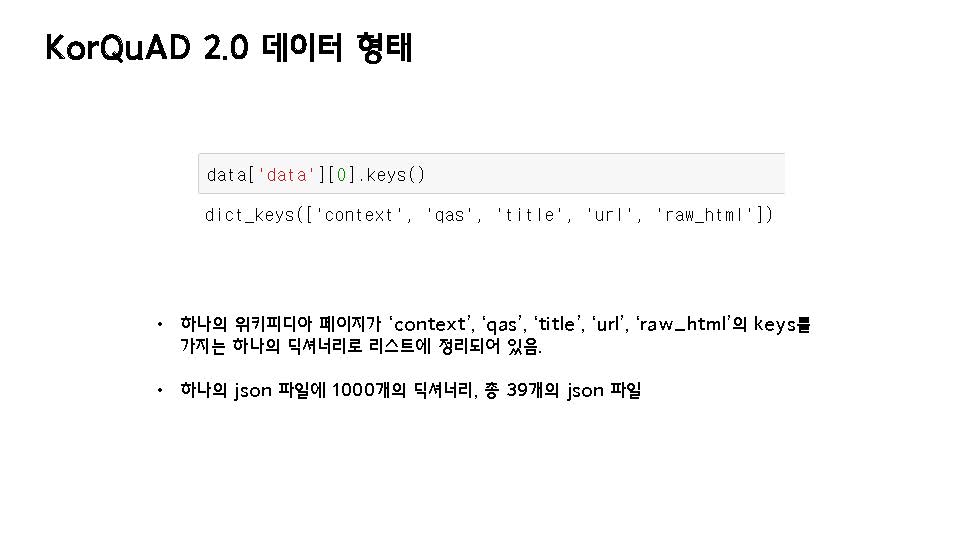 KorQuAD 2.0 데이터 형태
data['data'][0].keys()
dict_keys(['context', 'qas', 'title', 'url', 'raw_html'])
• 하나의 위키피디아 페이지가 ‘context’, ‘qas’, ‘title’, ‘url’, ‘raw_html’의 keys를
가지는 하나의 딕셔너리로 리스트에 정리되어 있음.
• 하나의 json 파일에 1000개의 딕셔너리, 총 39개의 json 파일